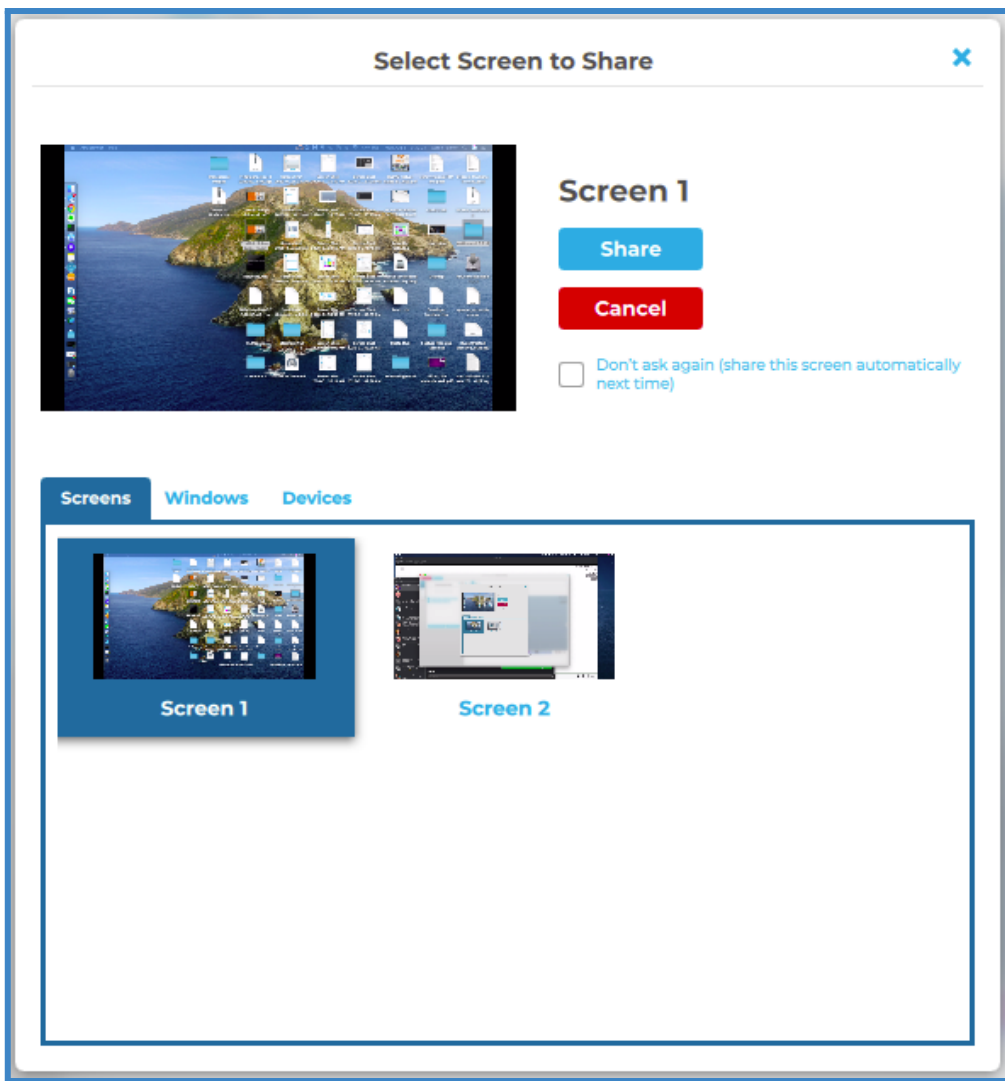 Select Screen to Share
Screen 1
Share
Cancel
Don't ask again (share this screen automatically
next time)
Screens Windows Devices
Screen 1 Screen 2